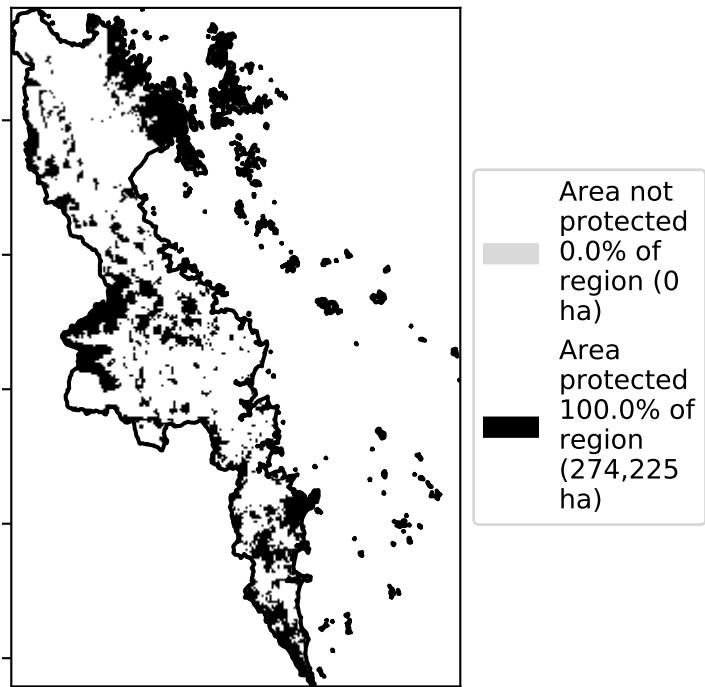 Area not
protected
0.0% of
region (0
ha)
Area
protected
100.0% of
region
(274,225
ha)